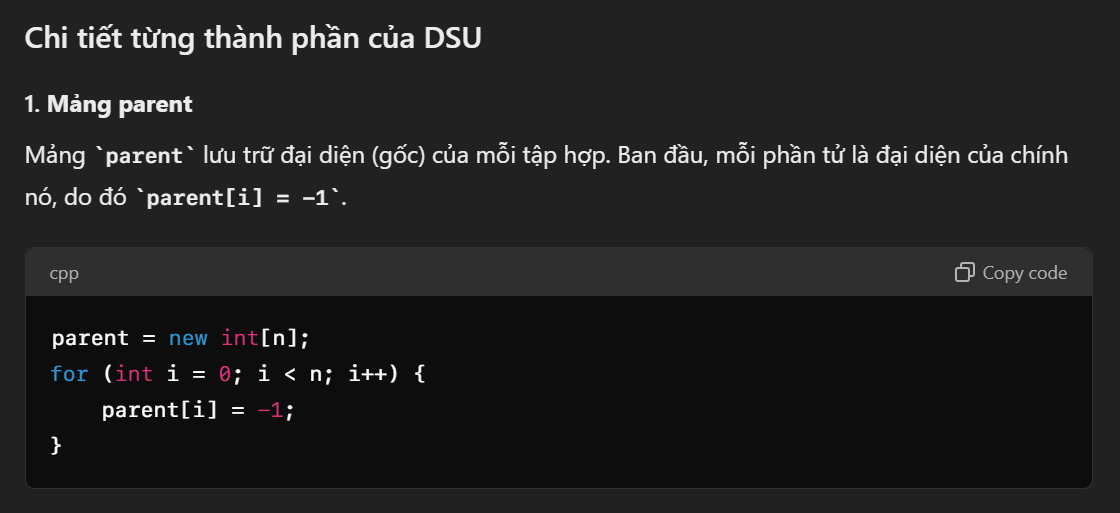 Chi tiết từng thành phần của DSU
1. Mảng parent
Mảng `parent` lưu trữ đại diện (gốc) của mỗi tập hợp. Ban đầu, mỗi phần tử là đại diện của chính
nó, do đó `parent[i] = -1`.
cpp
Copy code
parent = new int[n];
for (int i = 0; i < n; i++) {
    parent[i] = -1;
}